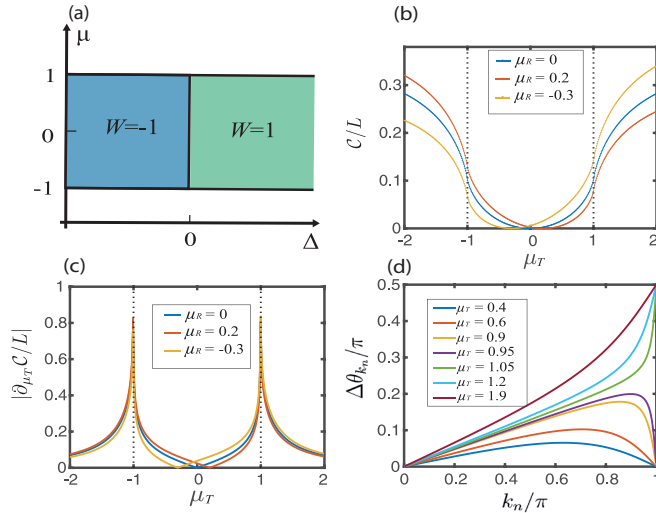 (a)
μ
1
0
-1
W=-1
W=1
0
Δ
(b)
C/L
0.3
0.2
0.1
0
μR = 0
μR = 0.2
μR = -0.3
-2 -1 0 1 2
μT
(c)
|∂μT C/L|
1
0.8
0.6
0.4
0.2
0
μR = 0
μR = 0.2
μR = -0.3
-2 -1 0 1 2
μT
(d)
Δθkn/π
0.5
0.4
0.3
0.2
0.1
0
μT = 0.4
μT = 0.6
μT = 0.9
μT = 0.95
μT = 1.05
μT = 1.2
μT = 1.9
0 0.2 0.4 0.6 0.8 1
kn/π